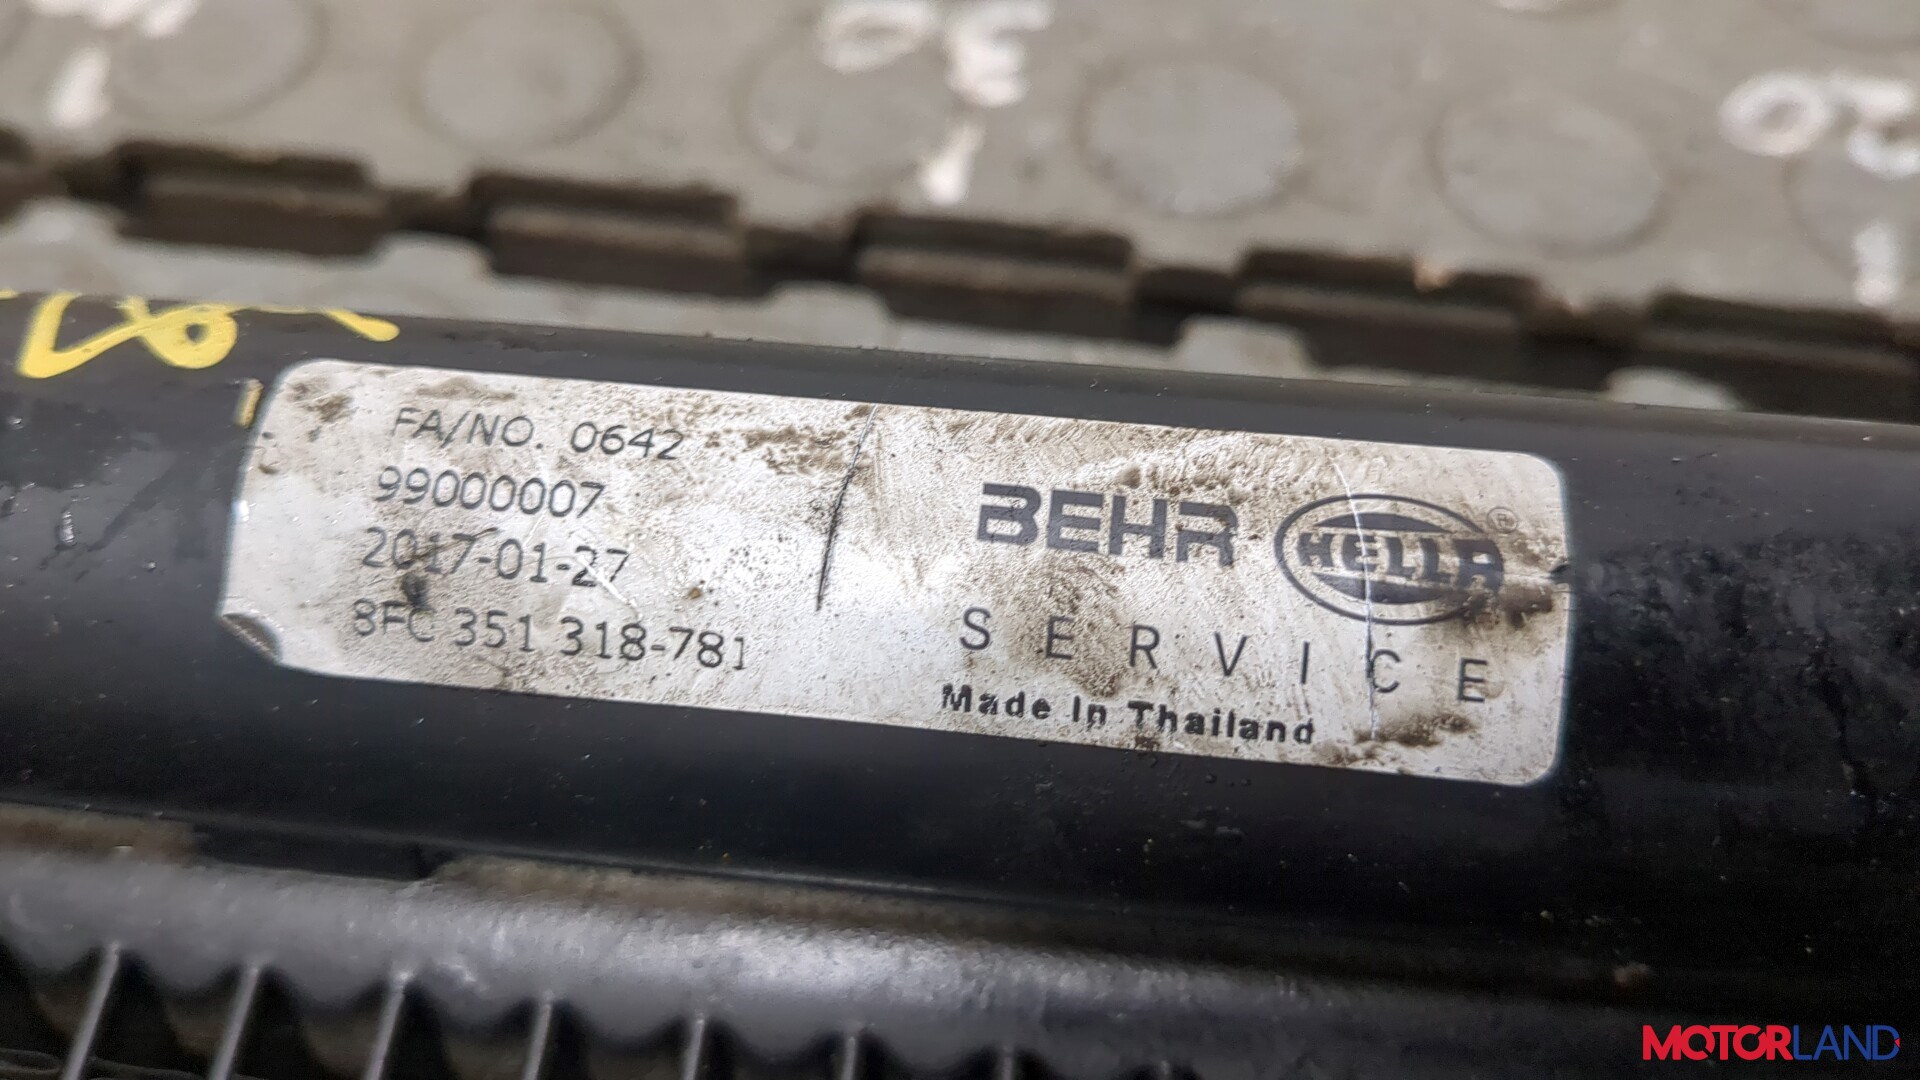 FA/NO. 0642
99000007
2017-01-27
8FC 351 318-781
BEHR HELLA®
SERVICE
Made In Thailand
MOTORLAND